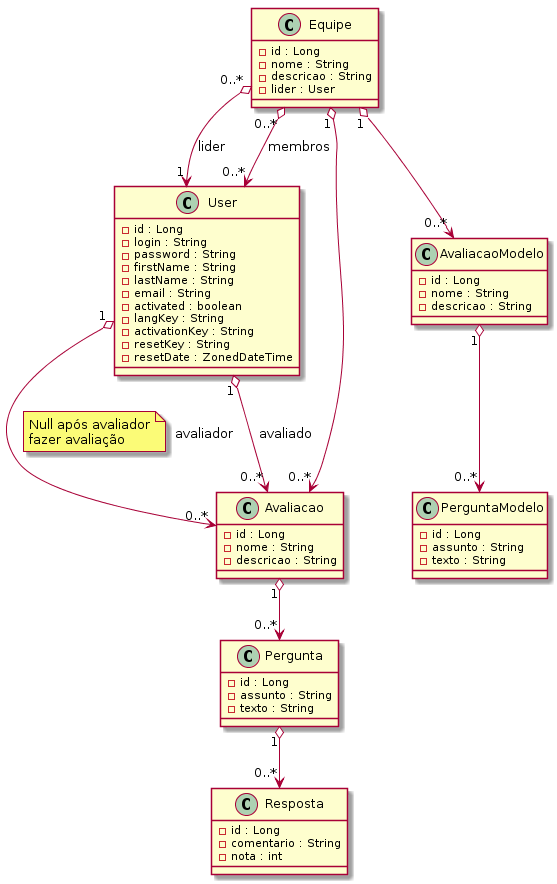 C Equipe
id : Long
nome : String
descricao : String
lider : User
0..*
0..*
1
1
lider
membros
1
0..*
0..*
C User
id : Long
login : String
password : String
firstName : String
lastName : String
email : String
activated : boolean
langKey : String
activationKey : String
resetKey : String
resetDate : ZonedDateTime
C AvaliacaoModelo
id : Long
nome : String
descricao : String
1
1
1
Null após avaliador
fazer avaliação
avaliador
avaliado
0..*
0..*
0..*
0..*
C Avaliacao
id : Long
nome : String
descricao : String
C PerguntaModelo
id : Long
assunto : String
texto : String
1
0..*
C Pergunta
id : Long
assunto : String
texto : String
1
0..*
C Resposta
id : Long
comentario : String
nota : int